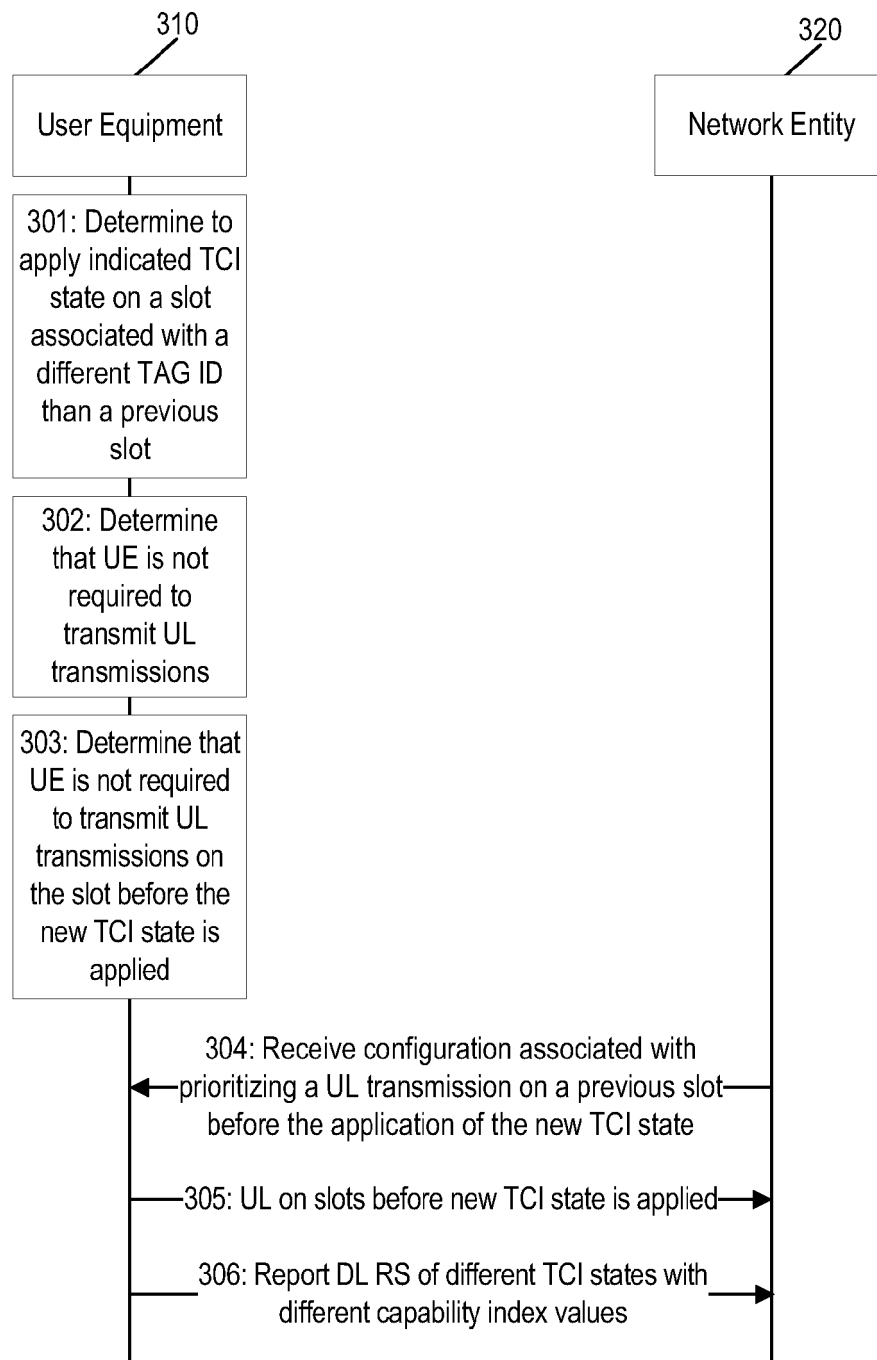 310
320
User Equipment
Network Entity
301: Determine to
apply indicated TCI
state on a slot
associated with a
different TAG ID
than a previous
slot
302: Determine
that UE is not
required to
transmit UL
transmissions
303: Determine that
UE is not required
to transmit UL
transmissions on
the slot before the
new TCI state is
applied
304: Receive configuration associated with
prioritizing a UL transmission on a previous slot
before the application of the new TCI state
305: UL on slots before new TCI state is applied
306: Report DL RS of different TCI states with
different capability index values